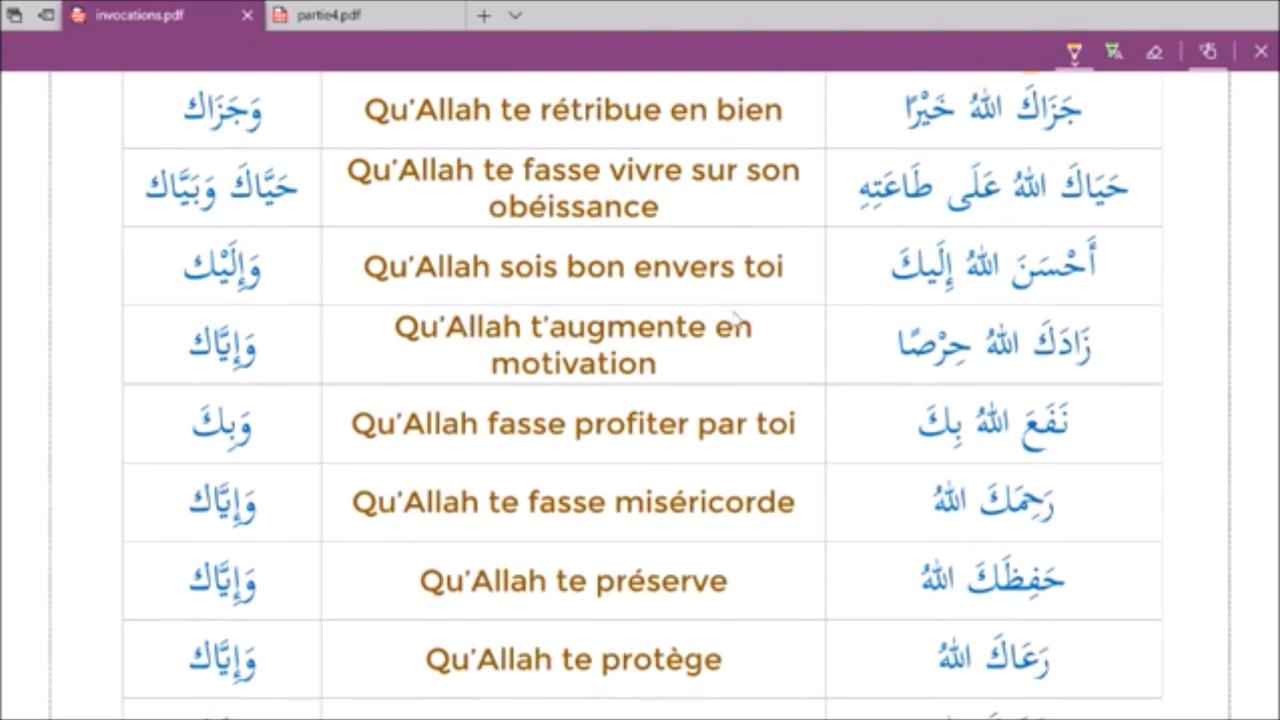 invocations.pdf
partie4.pdf
جَزَاكَ اللهُ خَيْرًا
Qu'Allah te rétribue en bien
وَجَزَاك
حَيَاكَ اللهُ عَلَى طَاعَتِهِ
Qu'Allah te fasse vivre sur son
obéissance
حَيَّاكَ وَبَيَّاك
أَحْسَنَ اللهُ إِلَيكَ
Qu'Allah sois bon envers toi
وَإِلَيْك
زَادَكَ اللهُ حِرْصًا
Qu'Allah t'augmente en
motivation
وَإِيَّاك
نَفَعَ اللهُ بِكَ
Qu'Allah fasse profiter par toi
وَبِكَ
رَحِمَكَ اللهُ
Qu'Allah te fasse miséricorde
وَإِيَّاك
حَفِظَكَ اللهُ
Qu'Allah te préserve
وَإِيَّاك
رَعَاكَ اللهُ
Qu'Allah te protège
وَإِيَّاك